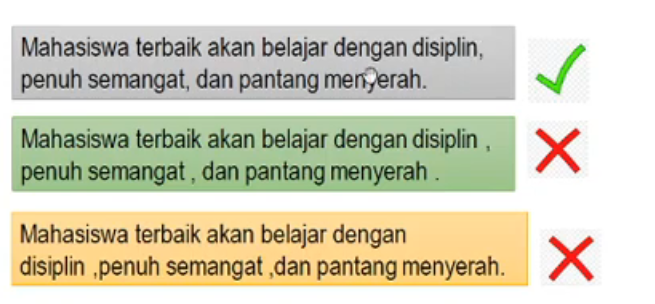 Mahasiswa terbaik akan belajar dengan disiplin,
penuh semangat, dan pantang menyerah.
Mahasiswa terbaik akan belajar dengan disiplin ,
penuh semangat , dan pantang menyerah .
Mahasiswa terbaik akan belajar dengan
disiplin ,penuh semangat ,dan pantang menyerah.